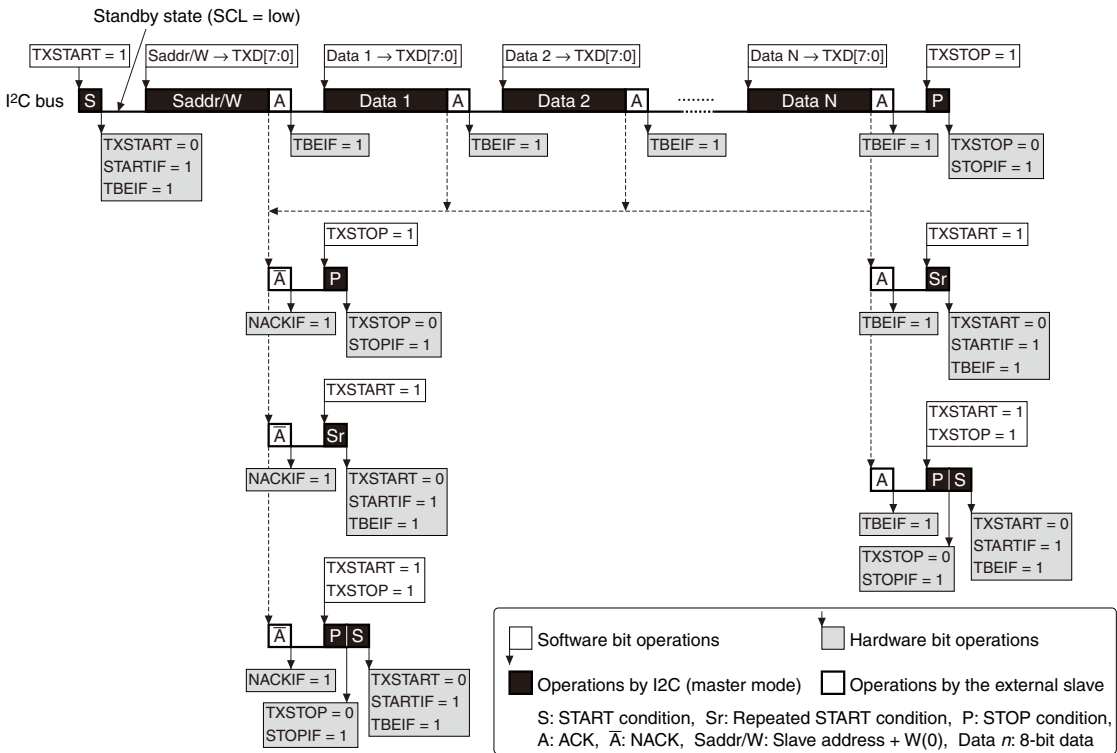 Standby state (SCL = low)
TXSTART = 1
Saddr/W → TXD[7:0]
Data 1 → TXD[7:0]
Data 2 → TXD[7:0]
Data N → TXD[7:0]
TXSTOP = 1
I²C bus
S
Saddr/W
A
Data 1
A
Data 2
A
........
Data N
A
P
TXSTART = 0
STARTIF = 1
TBEIF = 1
TBEIF = 1
TBEIF = 1
TBEIF = 1
TBEIF = 1
TXSTOP = 0
STOPIF = 1
TXSTOP = 1
A̅
P
NACKIF = 1
TXSTOP = 0
STOPIF = 1
TXSTART = 1
A
Sr
TBEIF = 1
TXSTART = 0
STARTIF = 1
TBEIF = 1
TXSTART = 1
A̅
Sr
NACKIF = 1
TXSTART = 0
STARTIF = 1
TBEIF = 1
TXSTART = 1
TXSTOP = 1
A
P
S
TBEIF = 1
TXSTOP = 0
STOPIF = 1
TXSTART = 0
STARTIF = 1
TBEIF = 1
TXSTART = 1
TXSTOP = 1
A̅
P
S
NACKIF = 1
TXSTOP = 0
STOPIF = 1
TXSTART = 0
STARTIF = 1
TBEIF = 1
Software bit operations
Hardware bit operations
Operations by I2C (master mode)
Operations by the external slave
S: START condition, Sr: Repeated START condition, P: STOP condition,
A: ACK, A̅: NACK, Saddr/W: Slave address + W(0), Data n: 8-bit data